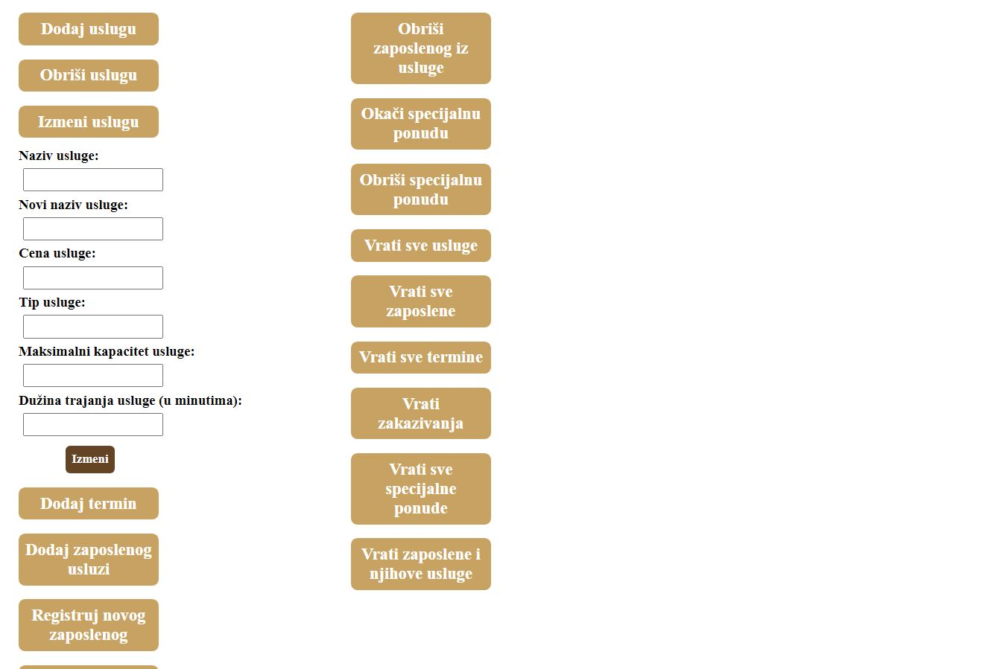 Dodaj uslugu
Obriši uslugu
Izmeni uslugu
Naziv usluge:
Novi naziv usluge:
Cena usluge:
Tip usluge:
Maksimalni kapacitet usluge:
Dužina trajanja usluge (u minutima):
Izmeni
Dodaj termin
Dodaj zaposlenog
usluzi
Registruj novog
zaposlenog
Obriši
zaposlenog iz
usluge
Okači specijalnu
ponudu
Obriši specijalnu
ponudu
Vrati sve usluge
Vrati sve
zaposlene
Vrati sve termine
Vrati
zakazivanja
Vrati sve
specijalne
ponude
Vrati zaposlene i
njihove usluge